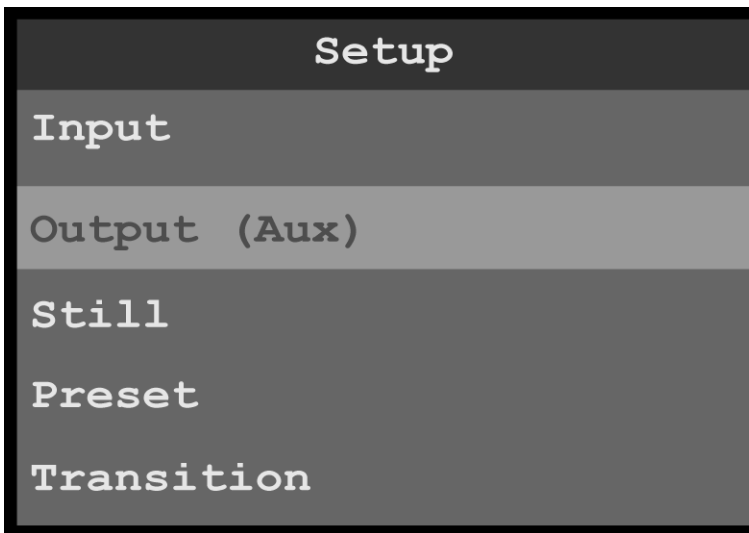 Setup
Input
Output (Aux)
Still
Preset
Transition